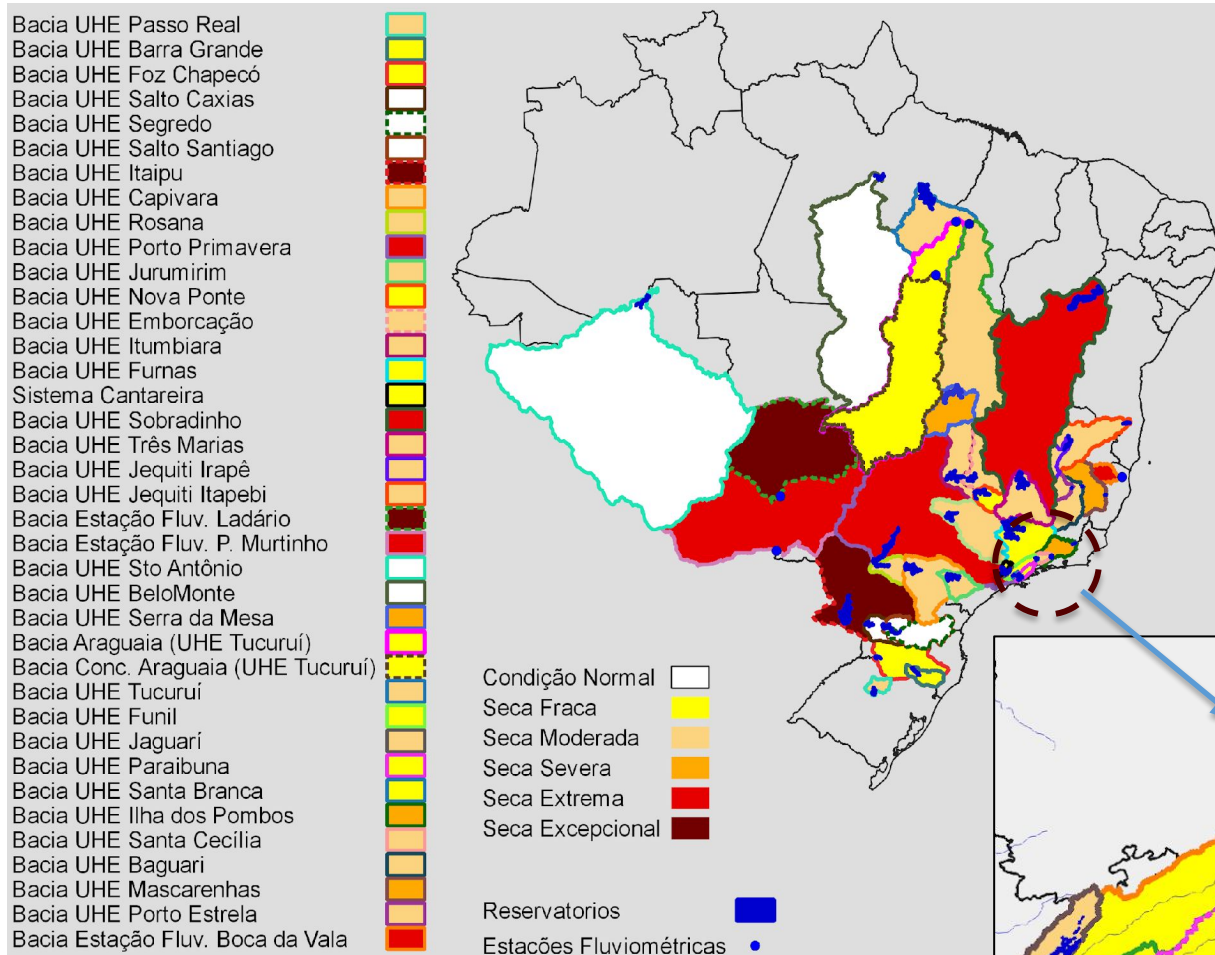 Bacia UHE Passo Real
Bacia UHE Barra Grande
Bacia UHE Foz Chapecó
Bacia UHE Salto Caxias
Bacia UHE Segredo
Bacia UHE Salto Santiago
Bacia UHE Itaipu
Bacia UHE Capivara
Bacia UHE Rosana
Bacia UHE Porto Primavera
Bacia UHE Jurumirim
Bacia UHE Nova Ponte
Bacia UHE Emborcação
Bacia UHE Itumbiara
Bacia UHE Furnas
Sistema Cantareira
Bacia UHE Sobradinho
Bacia UHE Três Marias
Bacia UHE Jequiti Irapê
Bacia UHE Jequiti Itapebi
Bacia Estação Fluv. Ladário
Bacia Estação Fluv. P. Murtinho
Bacia UHE Sto Antônio
Bacia UHE BeloMonte
Bacia UHE Serra da Mesa
Bacia Araguaia (UHE Tucuruí)
Bacia Conc. Araguaia (UHE Tucuruí)
Bacia UHE Tucuruí
Bacia UHE Funil
Bacia UHE Jaguarí
Bacia UHE Paraibuna
Bacia UHE Santa Branca
Bacia UHE Ilha dos Pombos
Bacia UHE Santa Cecília
Bacia UHE Baguari
Bacia UHE Mascarenhas
Bacia UHE Porto Estrela
Bacia Estação Fluv. Boca da Vala
Condição Normal
Seca Fraca
Seca Moderada
Seca Severa
Seca Extrema
Seca Excepcional
Reservatorios
Estacões Fluviométricas